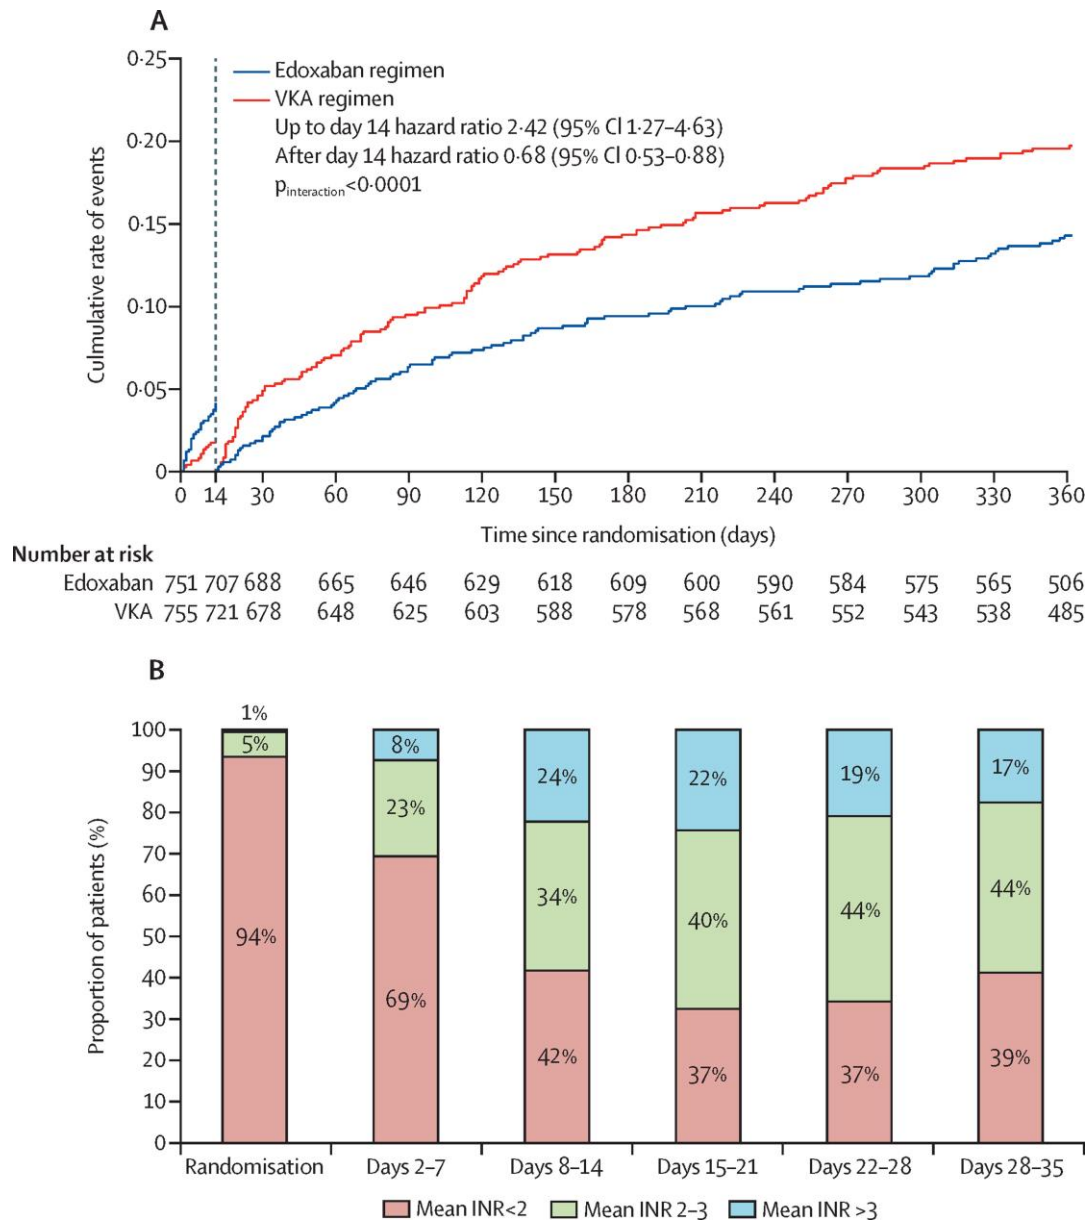 A
0·25
0·20
0·15
0·10
0·05
0
Culmulative rate of events
Edoxaban regimen
VKA regimen
Up to day 14 hazard ratio 2·42 (95% CI 1·27–4·63)
After day 14 hazard ratio 0·68 (95% CI 0·53–0·88)
pinteraction<0·0001
0 14 30 60 90 120 150 180 210 240 270 300 330 360
Time since randomisation (days)
Number at risk
Edoxaban 751 707 688 665 646 629 618 609 600 590 584 575 565 506
VKA 755 721 678 648 625 603 588 578 568 561 552 543 538 485
B
100
90
80
70
60
50
40
30
20
10
0
Proportion of patients (%)
1%
5%
94%
8%
23%
69%
24%
34%
42%
22%
40%
37%
19%
44%
37%
17%
44%
39%
Randomisation Days 2–7 Days 8–14 Days 15–21 Days 22–28 Days 28–35
Mean INR<2 Mean INR 2–3 Mean INR >3